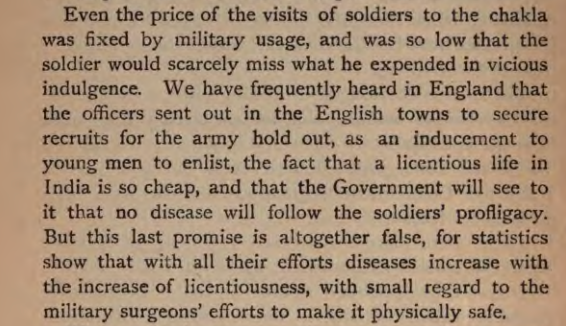 Even the price of the visits of soldiers to the chakla
was fixed by military usage, and was so low that the
soldier would scarcely miss what he expended in vicious
indulgence. We have frequently heard in England that
the officers sent out in the English towns to secure
recruits for the army hold out, as an inducement to
young men to enlist, the fact that a licentious life in
India is so cheap, and that the Government will see to
it that no disease will follow the soldiers' profligacy.
But this last promise is altogether false, for statistics
show that with all their efforts diseases increase with
the increase of licentiousness, with small regard to the
military surgeons' efforts to make it physically safe.